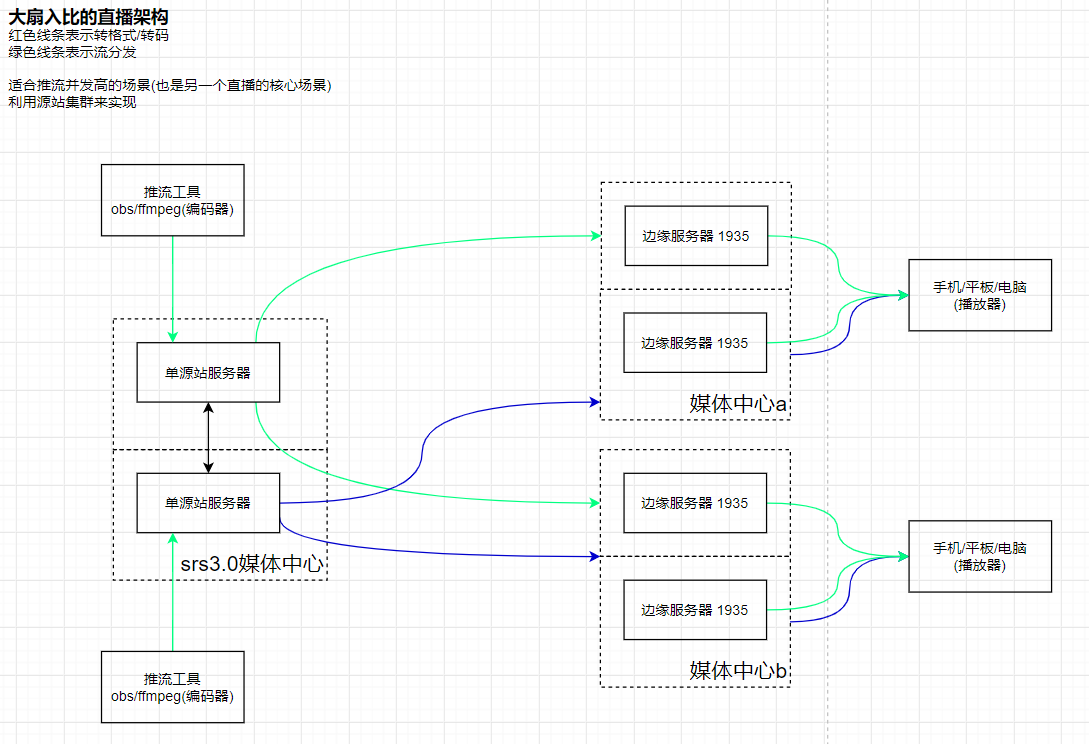 大扇入比的直播架构
红色线条表示转格式/转码
绿色线条表示流分发
适合推流并发高的场景(也是另一个直播的核心场景)
利用源站集群来实现
推流工具
obs/ffmpeg(编码器)
单源站服务器
单源站服务器
srs3.0媒体中心
推流工具
obs/ffmpeg(编码器)
边缘服务器 1935
边缘服务器 1935
媒体中心a
边缘服务器 1935
边缘服务器 1935
媒体中心b
手机/平板/电脑
(播放器)
手机/平板/电脑
(播放器)